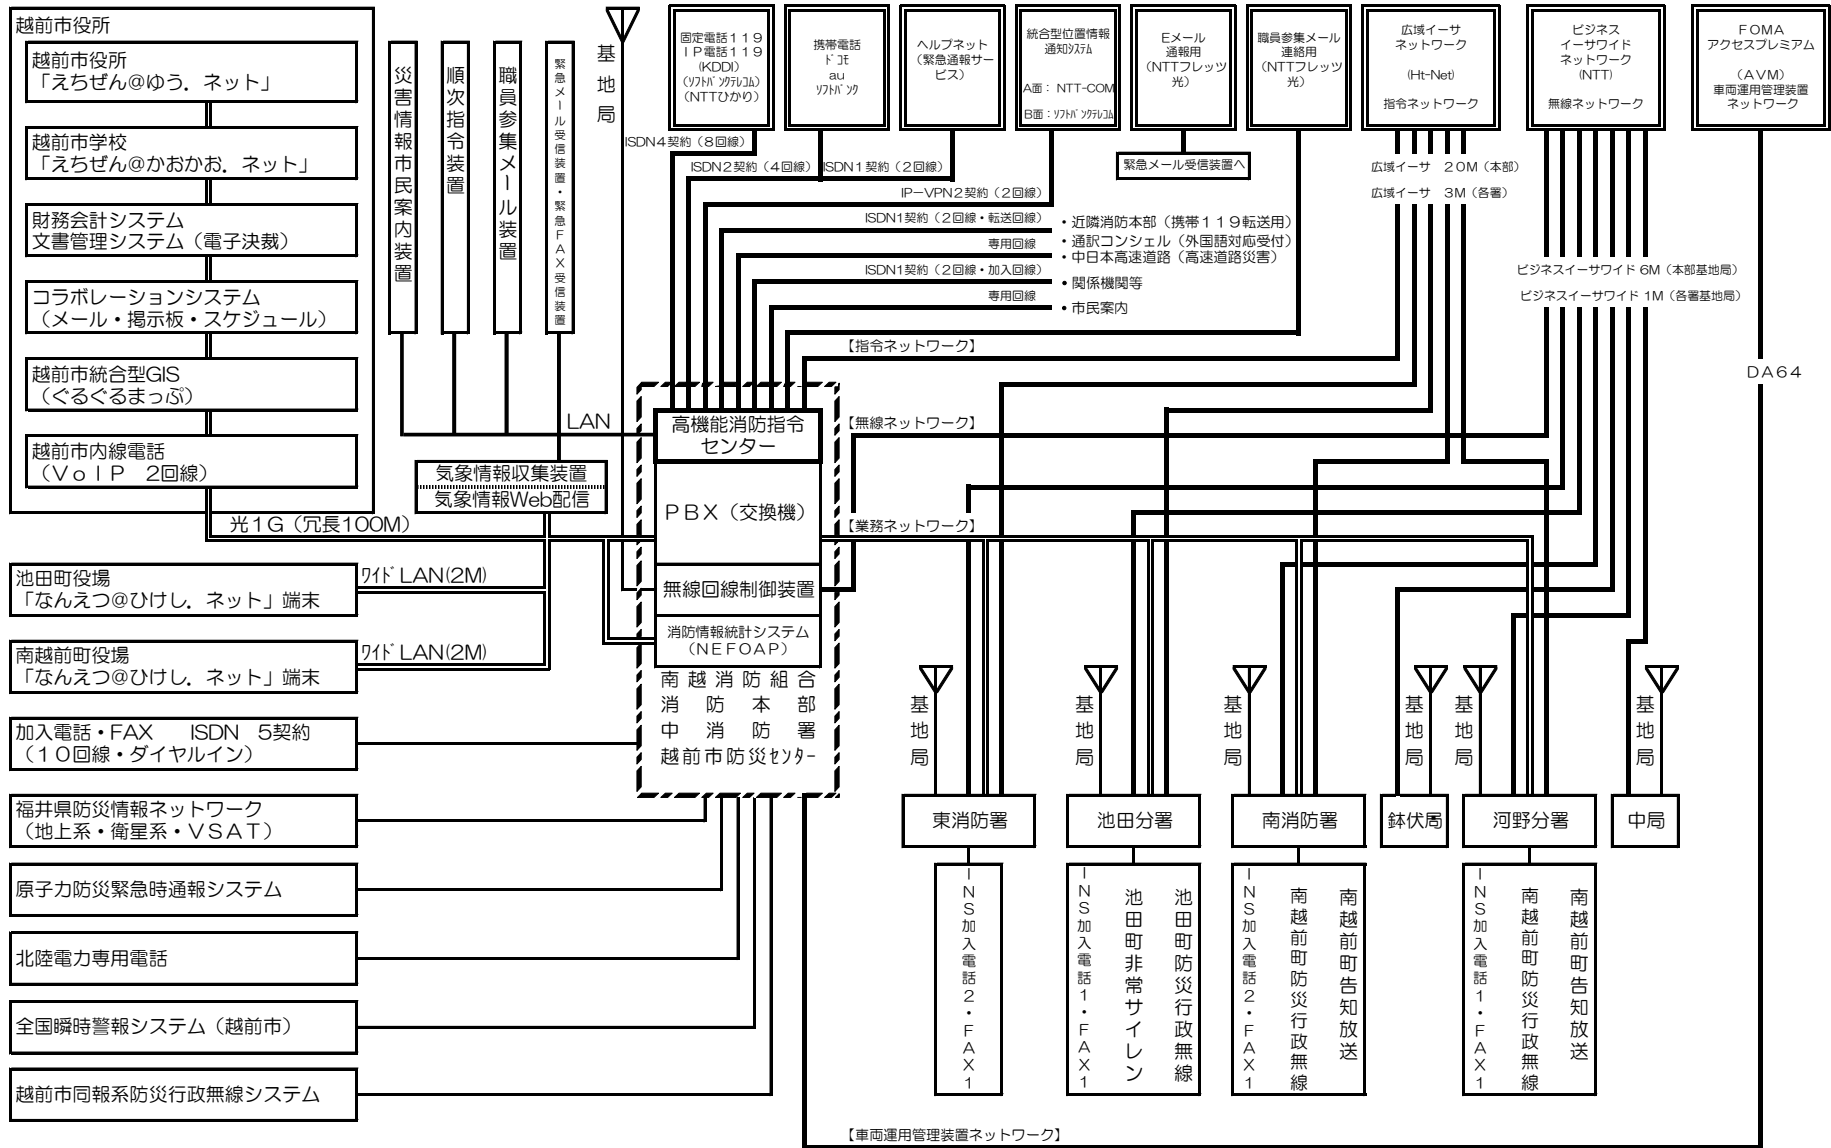 越前市役所
越前市役所
「えちぜん@ゆう．ネット」
越前市学校
「えちぜん@かおかお．ネット」
財務会計システム
文書管理システム（電子決裁）
コラボレーションシステム
（メール・掲示板・スケジュール）
越前市統合型GIS
（ぐるぐるまっぷ）
越前市内線電話
（ＶｏＩＰ　2回線）
災害情報市民案内装置
順次指令装置
職員参集メール装置
緊急メール受信装置・緊急ＦＡＸ受信装置
基地局
固定電話１１９
ＩＰ電話１１９
(KDDI)
(ｿﾌﾄﾊﾞﾝｸﾃﾚｺﾑ)
（NTTひかり）
携帯電話
ﾄﾞｺﾓ
au
ｿﾌﾄﾊﾞﾝｸ
ヘルプネット
（緊急通報サービス）
統合型位置情報
通知ｼｽﾃﾑ
A面：NTT-COM
B面：ｿﾌﾄﾊﾞﾝｸﾃﾚｺﾑ
Eメール
通報用
（NTTフレッツ
光）
職員参集メール
連絡用
（NTTフレッツ
光）
広域イーサ
ネットワーク
(Ht-Net)
指令ネットワーク
ビジネス
イーサワイド
ネットワーク
(NTT)
無線ネットワーク
ＦＯＭＡ
アクセスプレミアム
（ＡＶＭ）
車両運用管理装置
ネットワーク
ISDN4契約（8回線）
ISDN2契約（4回線）
ISDN1契約（2回線）
緊急メール受信装置へ
広域イーサ　２０M（本部）
広域イーサ　3M（各署）
IP－VPN2契約（2回線）
ISDN1契約（2回線・転送回線）
・近隣消防本部（携帯１１９転送用）
専用回線
・通訳コンシェル（外国語対応受付）
・中日本高速道路（高速道路災害）
ISDN1契約（2回線・加入回線）
・関係機関等
専用回線
・市民案内
ビジネスイーサワイド 6M（本部基地局）
ビジネスイーサワイド 1M（各署基地局）
【指令ネットワーク】
DA64
LAN
高機能消防指令
センター
【無線ネットワーク】
気象情報収集装置
気象情報Web配信
ＰＢＸ（交換機）
光１G（冗長100M）
【業務ネットワーク】
池田町役場
「なんえつ@ひけし．ネット」端末
ﾜｲﾄﾞLAN(2M)
無線回線制御装置
消防情報統計システム
（ＮＥＦＯＡＰ）
南越前町役場
「なんえつ@ひけし．ネット」端末
ﾜｲﾄﾞLAN(2M)
南越消防組合
消防本部
中消防署
越前市防災ｾﾝﾀｰ
加入電話・FAX　ISDN　5契約
（１０回線・ダイヤルイン）
福井県防災情報ネットワーク
（地上系・衛星系・ＶＳＡＴ）
原子力防災緊急時通報システム
北陸電力専用電話
全国瞬時警報システム（越前市）
越前市同報系防災行政無線システム
基地局
基地局
基地局
基地局
基地局
基地局
東消防署
池田分署
南消防署
鉢伏局
河野分署
中局
ＩＮＳ加入電話２・ＦＡＸ１
ＩＮＳ加入電話１・ＦＡＸ１
池田町非常サイレン
池田町防災行政無線
ＩＮＳ加入電話２・ＦＡＸ１
南越前町防災行政無線
南越前町告知放送
ＩＮＳ加入電話１・ＦＡＸ１
南越前町防災行政無線
南越前町告知放送
【車両運用管理装置ネットワーク】